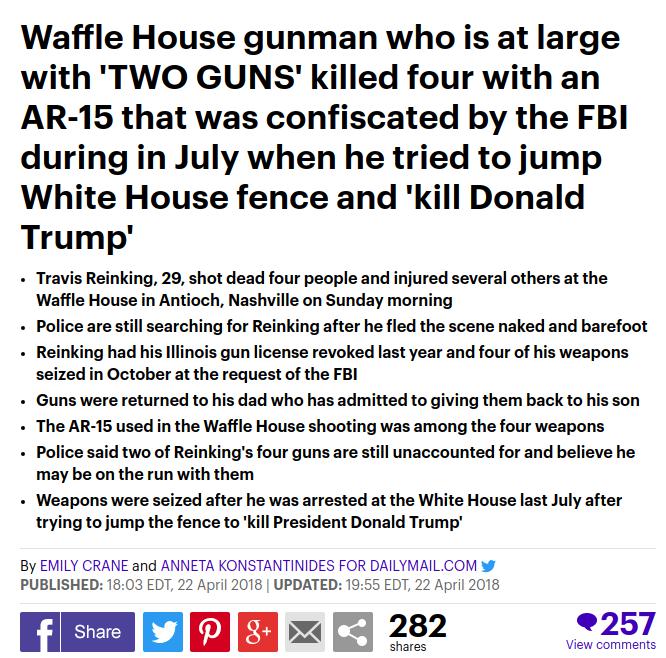 Waffle House gunman who is at large
with 'TWO GUNS' killed four with an
AR-15 that was confiscated by the FBI
during in July when he tried to jump
White House fence and 'kill Donald
Trump'
• Travis Reinking, 29, shot dead four people and injured several others at the
Waffle House in Antioch, Nashville on Sunday morning
• Police are still searching for Reinking after he fled the scene naked and barefoot
• Reinking had his Illinois gun license revoked last year and four of his weapons
seized in October at the request of the FBI
• Guns were returned to his dad who has admitted to giving them back to his son
• The AR-15 used in the Waffle House shooting was among the four weapons
• Police said two of Reinking's four guns are still unaccounted for and believe he
may be on the run with them
• Weapons were seized after he was arrested at the White House last July after
trying to jump the fence to 'kill President Donald Trump'
By EMILY CRANE and ANNETA KONSTANTINIDES FOR DAILYMAIL.COM
PUBLISHED: 18:03 EDT, 22 April 2018 | UPDATED: 19:55 EDT, 22 April 2018
f Share
g+
282
shares
257
View comments